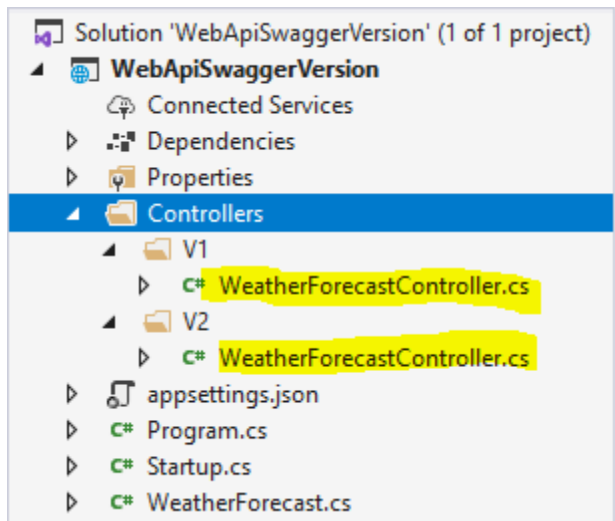 Solution 'WebApiSwaggerVersion' (1 of 1 project)
WebApiSwaggerVersion
Connected Services
Dependencies
Properties
Controllers
V1
C# WeatherForecastController.cs
V2
C# WeatherForecastController.cs
appsettings.json
C# Program.cs
C# Startup.cs
C# WeatherForecast.cs